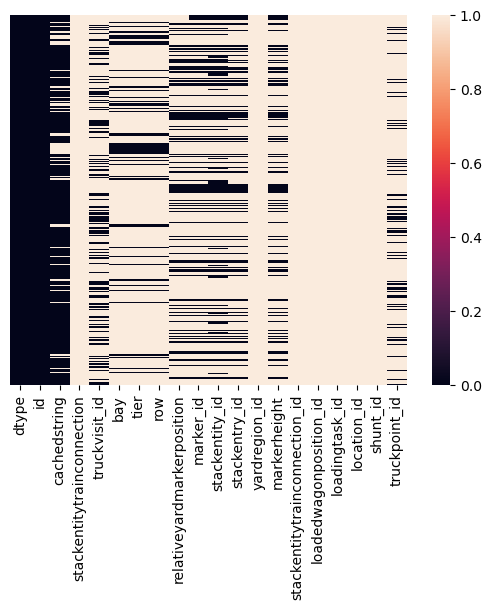 1.0
0.8
0.6
0.4
0.2
0.0
dtype
id
cachedstring
stackentitytrainconnection
truckvisit_id
bay
tier
row
relativeyardmarkerposition
marker_id
stackentity_id
stackentry_id
yardregion_id
markerheight
stackentitytrainconnection_id
loadedwagonposition_id
loadingtask_id
location_id
shunt_id
truckpoint_id